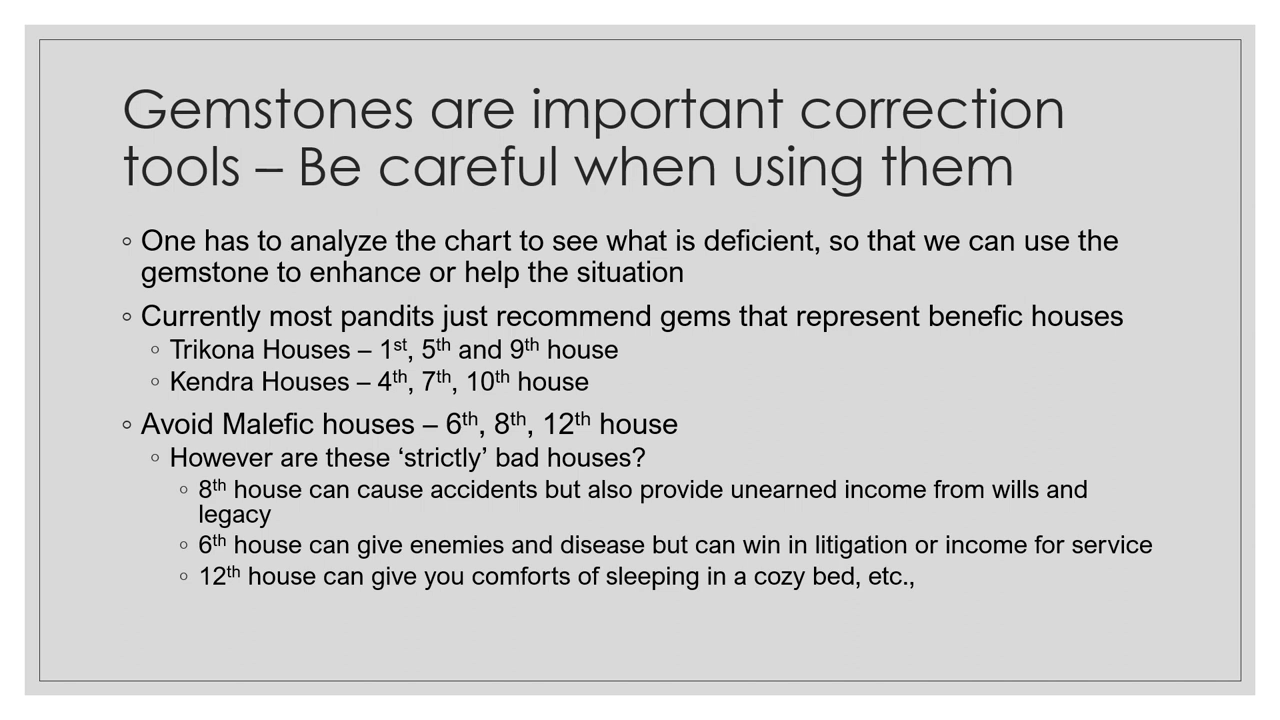 Gemstones are important correction
tools – Be careful when using them
◦ One has to analyze the chart to see what is deficient, so that we can use the
gemstone to enhance or help the situation
◦ Currently most pandits just recommend gems that represent benefic houses
◦ Trikona Houses – 1st, 5th and 9th house
◦ Kendra Houses – 4th, 7th, 10th house
◦ Avoid Malefic houses – 6th, 8th, 12th house
◦ However are these ‘strictly’ bad houses?
◦ 8th house can cause accidents but also provide unearned income from wills and
legacy
◦ 6th house can give enemies and disease but can win in litigation or income for service
◦ 12th house can give you comforts of sleeping in a cozy bed, etc.,